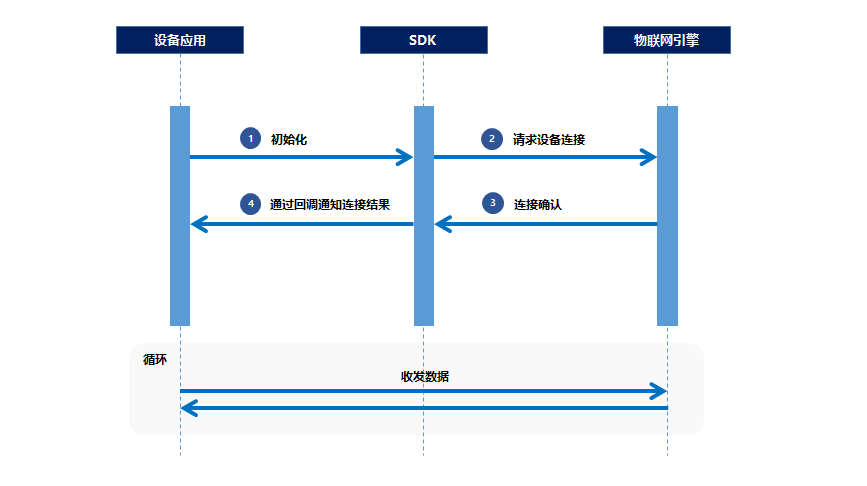 设备应用
SDK
物联网引擎
1 初始化
2 请求设备连接
4 通过回调通知连接结果
3 连接确认
循环
收发数据